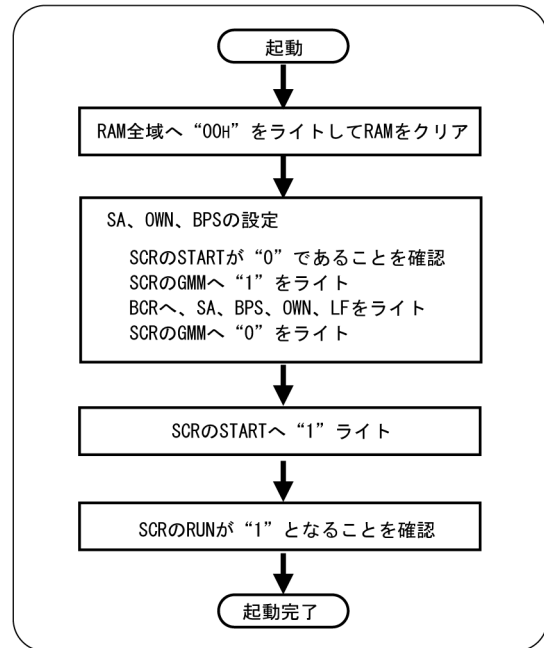 起動
RAM全域へ“00H”をライトしてRAMをクリア
SA、OWN、BPSの設定
SCRのSTARTが“0”であることを確認
SCRのGMMへ“1”をライト
BCRへ、SA、BPS、OWN、LFをライト
SCRのGMMへ“0”をライト
SCRのSTARTへ“1”ライト
SCRのRUNが“1”となることを確認
起動完了